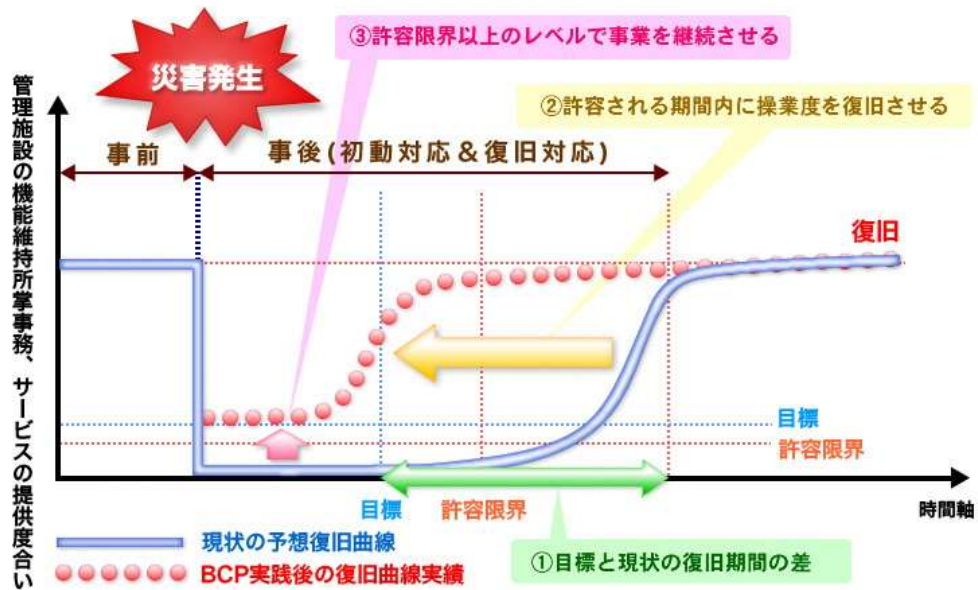 ③許容限界以上のレベルで事業を継続させる
災害発生
②許容される期間内に操業度を復旧させる
管理施設の機能維持所掌事務、サービスの提供度合い
事前
事後(初動対応&復旧対応)
復旧
目標
許容限界
目標
許容限界
時間軸
現状の予想復旧曲線
①目標と現状の復旧期間の差
BCP実践後の復旧曲線実績